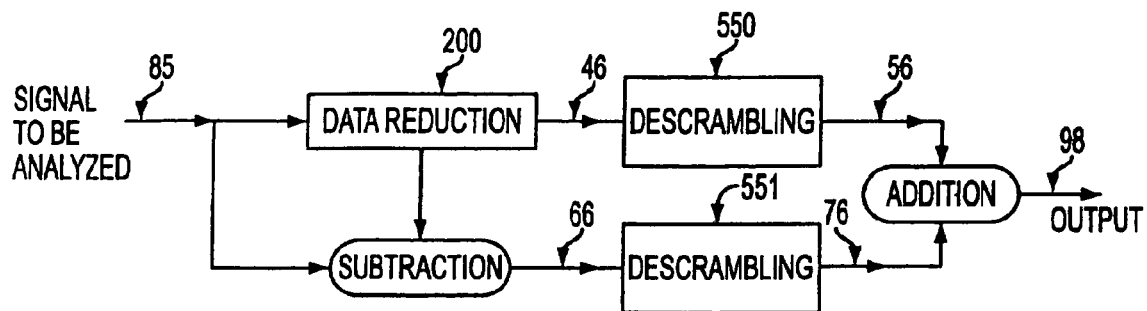 200
550
85
46
56
SIGNAL
TO BE
ANALYZED
DATA REDUCTION
DESCRAMBLING
98
ADDITION
OUTPUT
551
66
76
SUBTRACTION
DESCRAMBLING